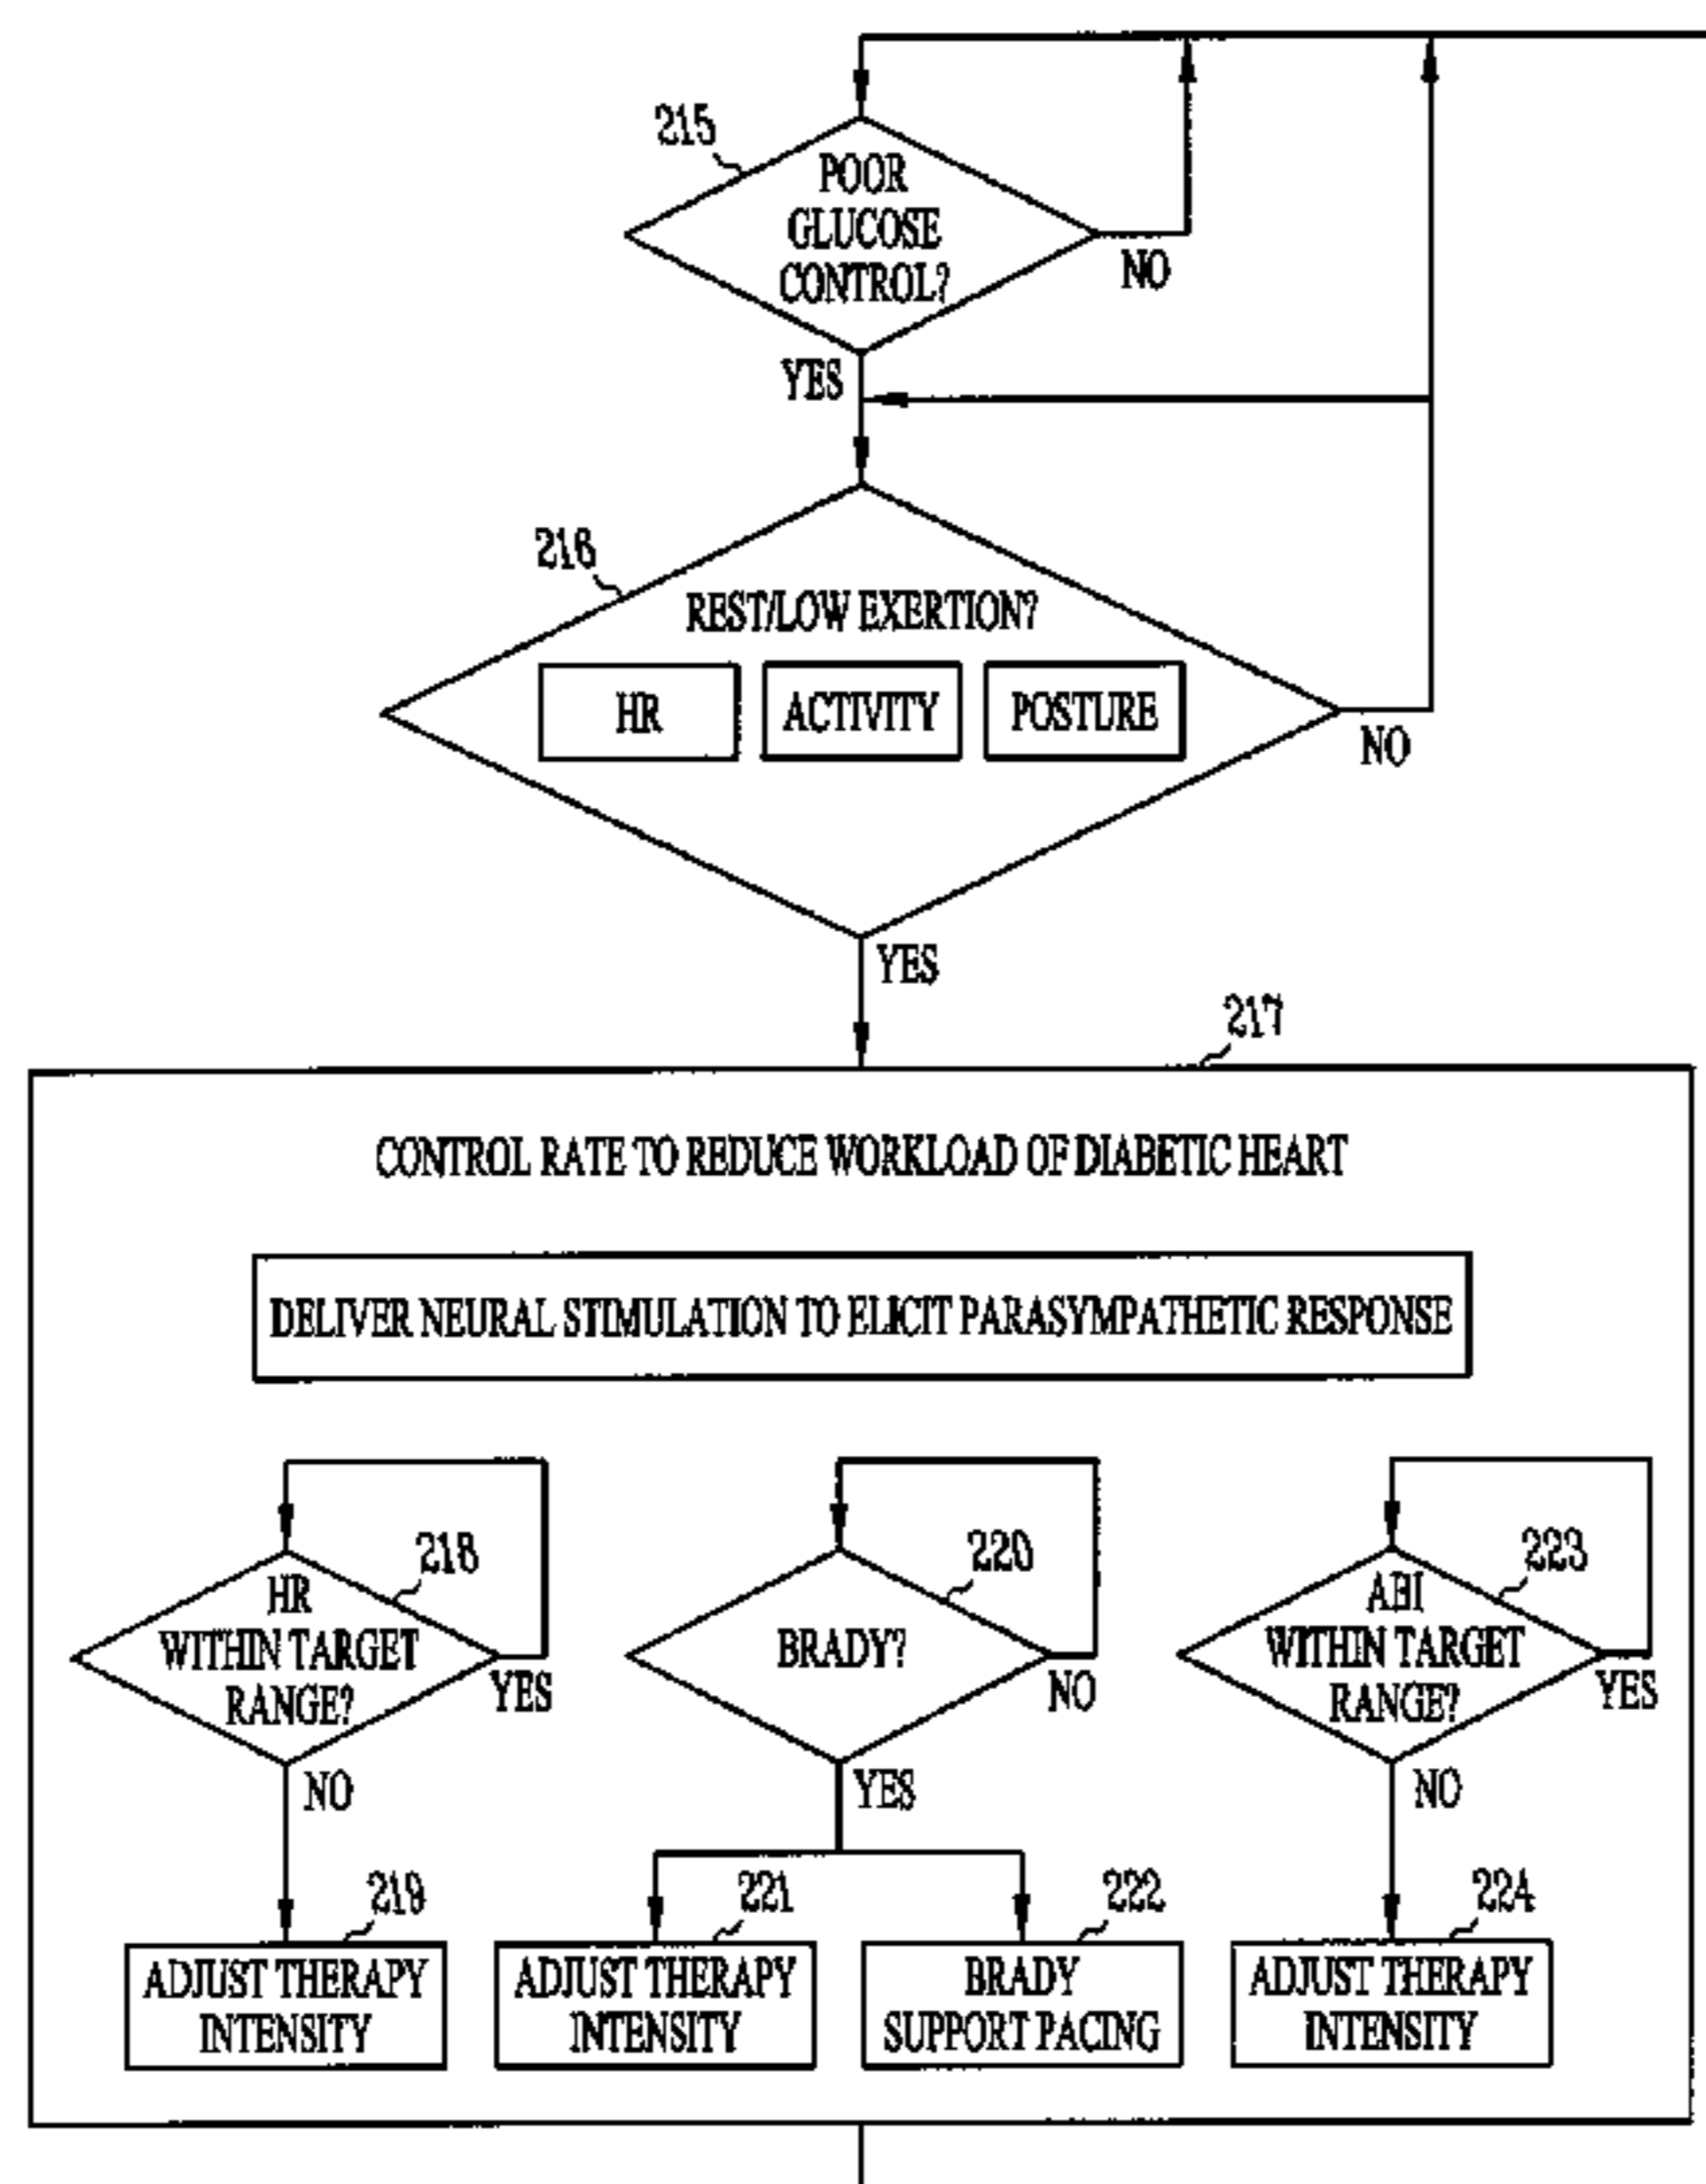 215
POOR
GLUCOSE
CONTROL?
NO
YES
216
REST/LOW EXERTION?
HR ACTIVITY POSTURE
NO
YES
217
CONTROL RATE TO REDUCE WORKLOAD OF DIABETIC HEART
DELIVER NEURAL STIMULATION TO ELICIT PARASYMPATHETIC RESPONSE
218
HR
WITHIN TARGET
RANGE?
YES
NO
219
ADJUST THERAPY
INTENSITY
220
BRADY?
NO
YES
221
ADJUST THERAPY
INTENSITY
222
BRADY
SUPPORT PACING
223
ABI
WITHIN TARGET
RANGE?
YES
NO
224
ADJUST THERAPY
INTENSITY